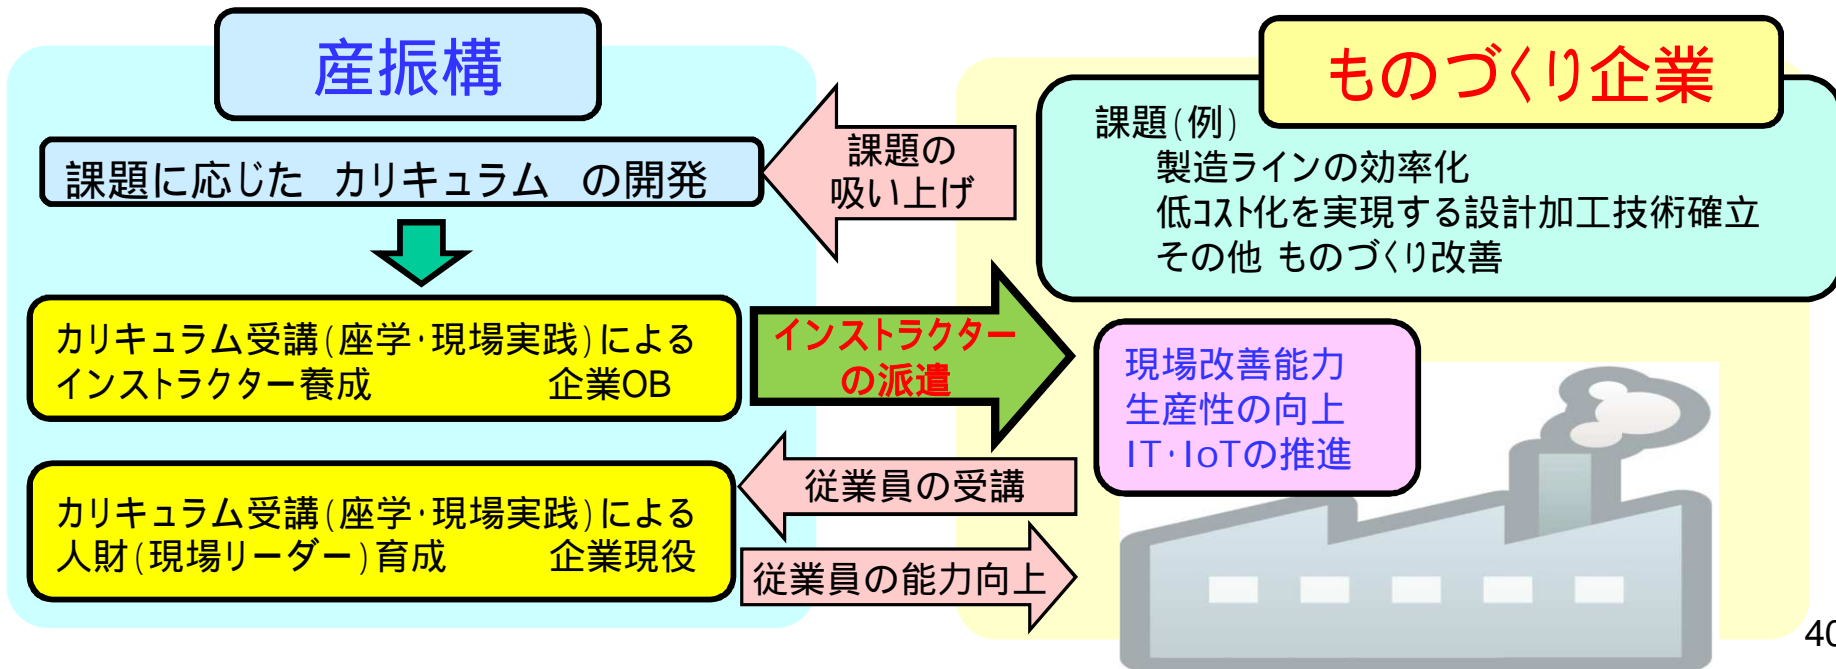 産振構
課題に応じた カリキュラム の開発
カリキュラム受講(座学･現場実践)による
インストラクター養成 企業OB
カリキュラム受講(座学･現場実践)による
人財(現場リーダー)育成 企業現役
課題の
吸い上げ
インストラクター
の派遣
従業員の受講
従業員の能力向上
ものづくり企業
課題(例)
製造ラインの効率化
低ｺｽﾄ化を実現する設計加工技術確立
その他 ものづくり改善
現場改善能力
生産性の向上
IT･IoTの推進
40